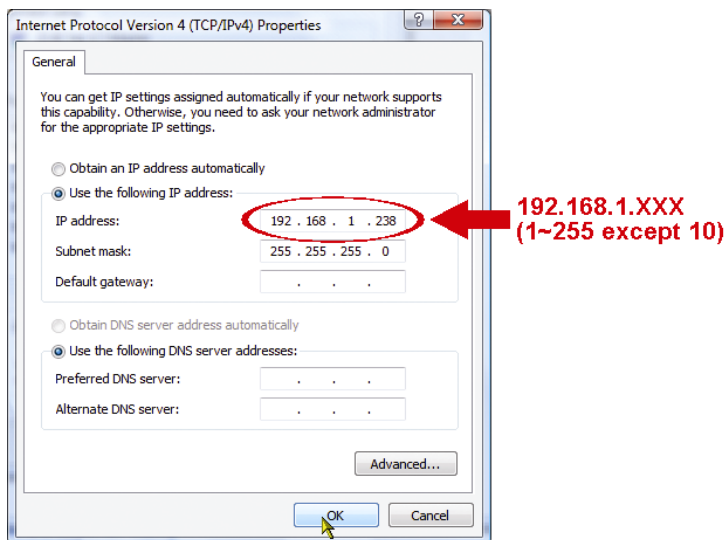 Internet Protocol Version 4 (TCP/IPv4) Properties
General
You can get IP settings assigned automatically if your network supports
this capability. Otherwise, you need to ask your network administrator
for the appropriate IP settings.
Obtain an IP address automatically
Use the following IP address:
IP address: 192 . 168 . 1 . 238
192.168.1.XXX
(1~255 except 10)
Subnet mask: 255 . 255 . 255 . 0
Default gateway: . . .
Obtain DNS server address automatically
Use the following DNS server addresses:
Preferred DNS server: . . .
Alternate DNS server: . . .
Advanced...
OK Cancel